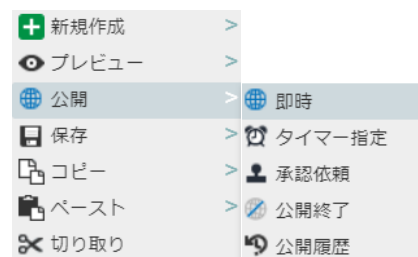 新規作成 >
プレビュー >
公開 >
保存 >
コピー >
ペースト >
切り取り
即時
タイマー指定
承認依頼
公開終了
公開履歴